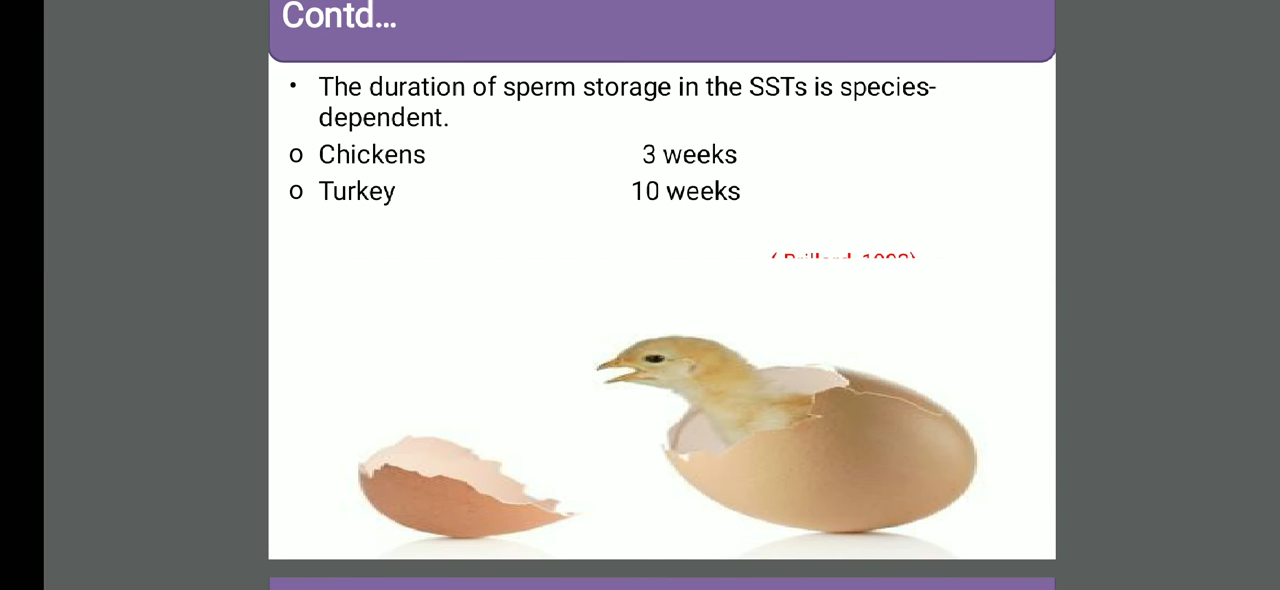 Contd...
• The duration of sperm storage in the SSTs is species-
dependent.
o Chickens 3 weeks
o Turkey 10 weeks